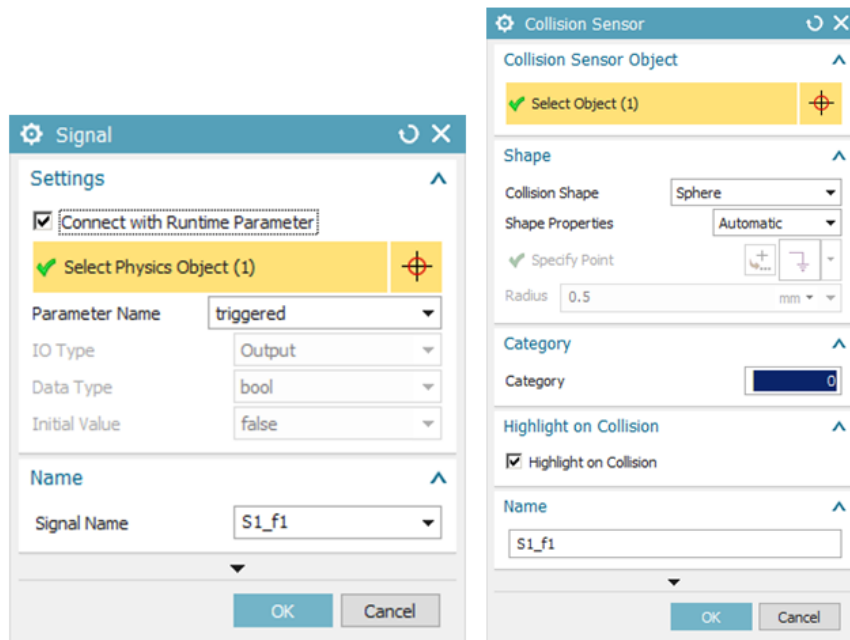 Signal
Settings
Connect with Runtime Parameter
Select Physics Object (1)
Parameter Name triggered
IO Type Output
Data Type bool
Initial Value false
Name
Signal Name S1_f1
OK Cancel
Collision Sensor
Collision Sensor Object
Select Object (1)
Shape
Collision Shape Sphere
Shape Properties Automatic
Specify Point
Radius 0.5 mm
Category
Category 0
Highlight on Collision
Highlight on Collision
Name
S1_f1
OK Cancel